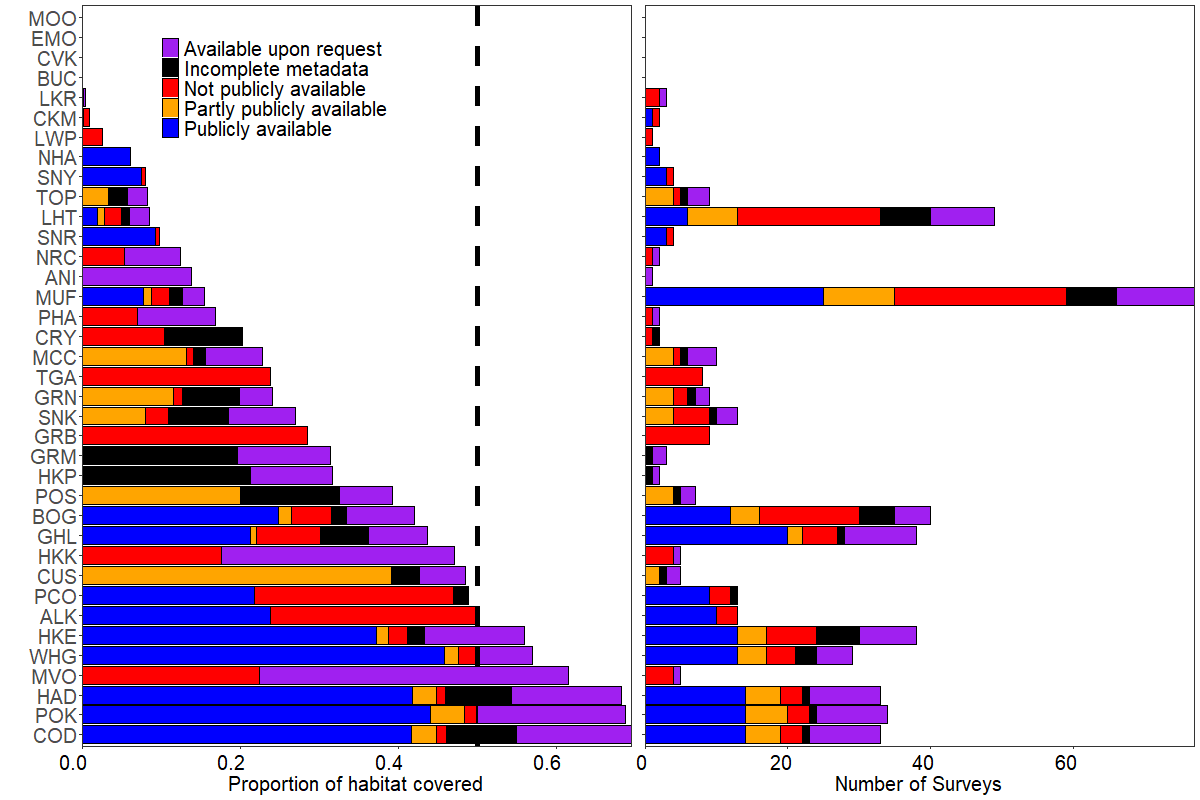 MOO
EMO
CVK
BUC
LKR
CKM
LWP
NHA
SNY
TOP
LHT
SNR
NRC
ANI
MUF
PHA
CRY
MCC
TGA
GRN
SNK
GRB
GRM
HKP
POS
BOG
GHL
HKK
CUS
PCO
ALK
HKE
WHG
MVO
HAD
POK
COD
Available upon request
Incomplete metadata
Not publicly available
Partly publicly available
Publicly available
0.0 0.2 0.4 0.6
Proportion of habitat covered
0 20 40 60
Number of Surveys